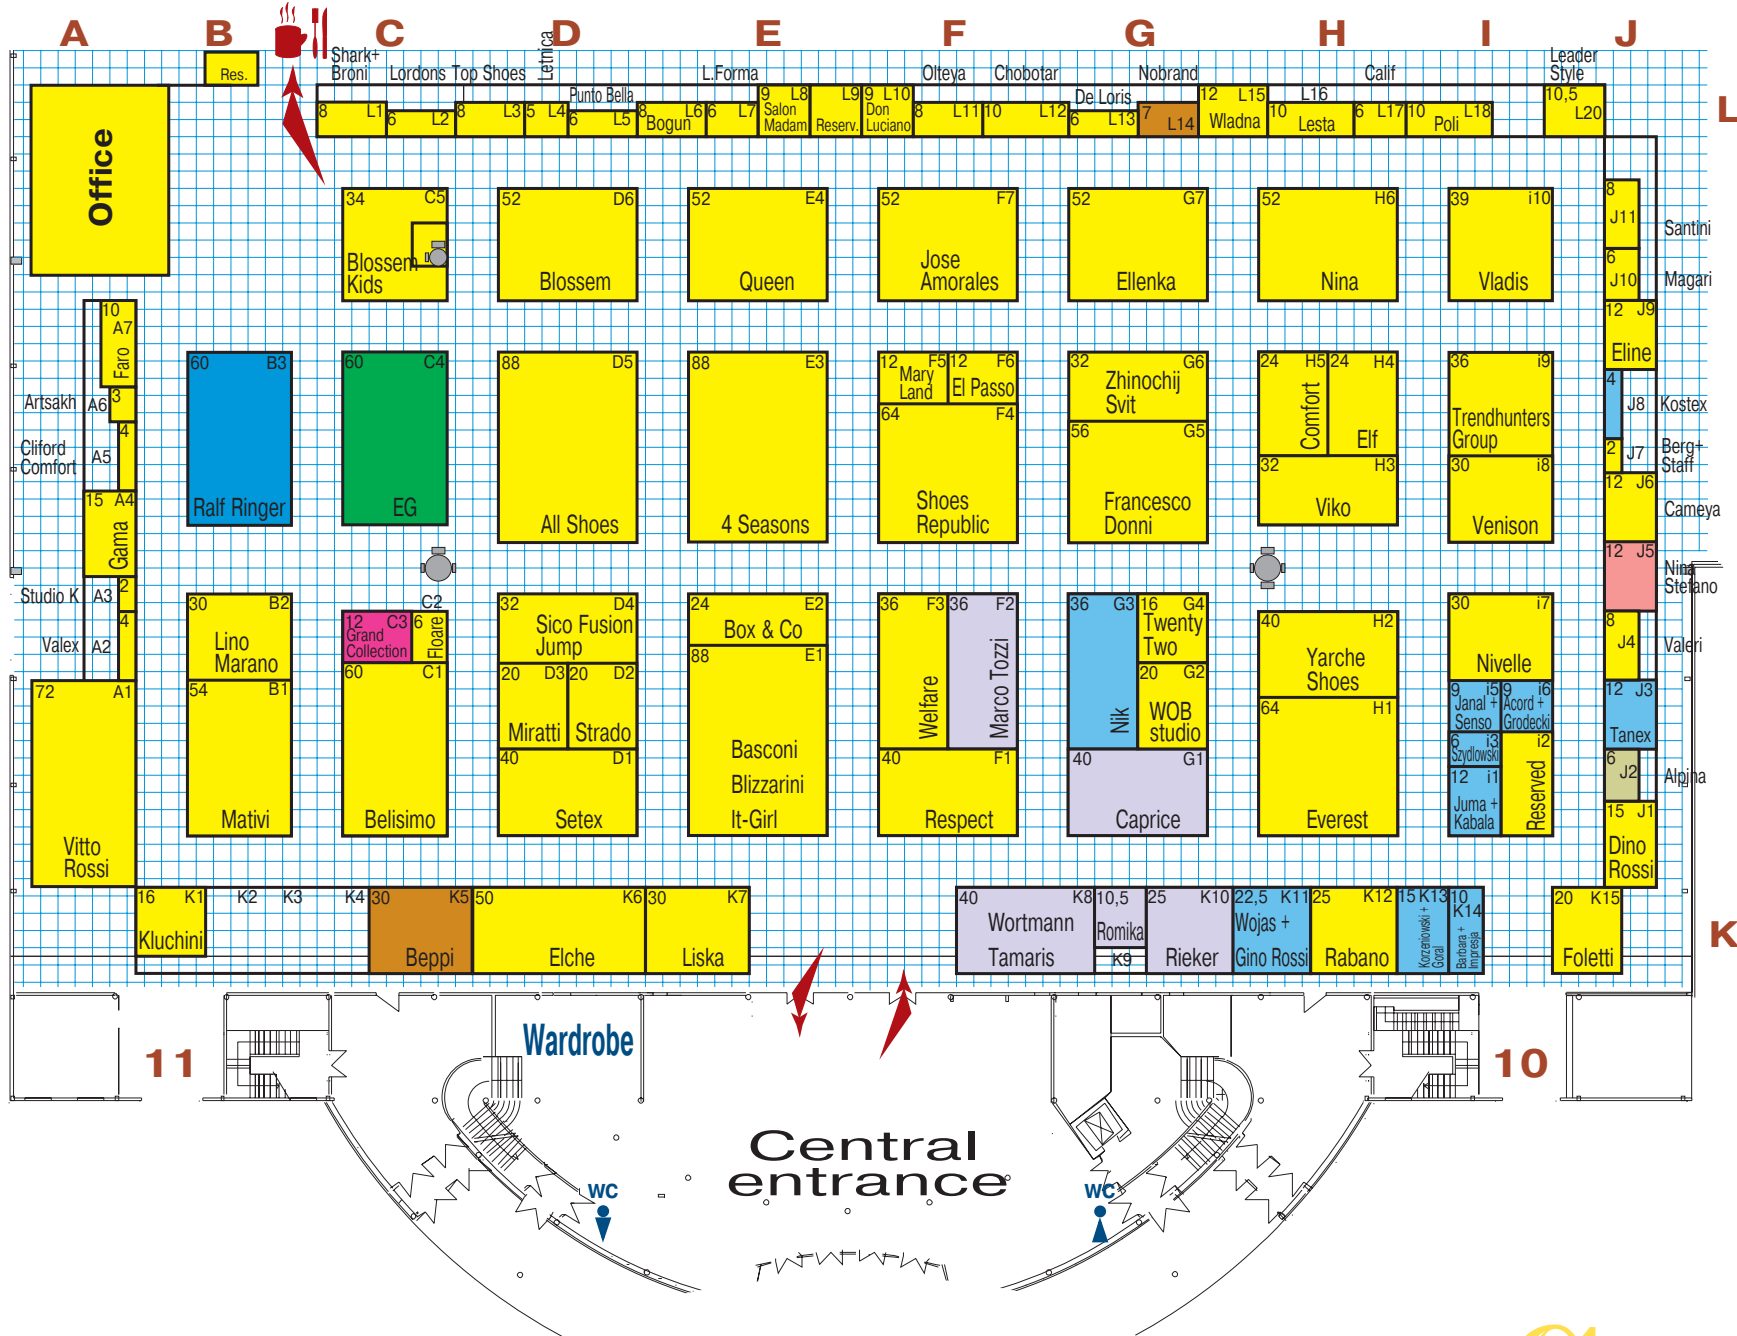 A B C D E F G H I J
Shark+
Broni
Lordons
Top Shoes
Letnica
L.Forma
Olteya
Chobotar
Nobrand
Calif
Leader
Style
Res.
Punto Bella
De Loris
8 L1
6 L2
8 L3
5 L4
6 L5
8 L6
Bogun
6 L7
9 L8
Salon
Madam
L9
Reserv.
9 L10
Don
Luciano
8 L11
10 L12
6 L13
7 L14
12 L15
Wladna
L16
10
Lesta
6 L17
10 L18
Poli
10,5
L20
L
Office
34 C5
Blossem
Kids
52 D6
Blossem
52 E4
Queen
52 F7
Jose
Amorales
52 G7
Ellenka
52 H6
Nina
39 i10
Vladis
8
J11
Santini
6
J10
Magari
12 J9
Eline
10
A7
Faro
Artsakh A6 3
Cliford
Comfort A5 4
15 A4
Gama
Studio K A3 2
Valex A2 4
72 A1
Vitto
Rossi
60 B3
Ralf Ringer
60 C4
EG
88 D5
All Shoes
88 E3
4 Seasons
12 F5
Mary
Land
12 F6
El Passo
64 F4
Shoes
Republic
32 G6
Zhinochij
Svit
56 G5
Francesco
Donni
24 H5
Comfort
24 H4
Elf
32 H3
Viko
36 i9
Trendhunters
Group
30 i8
Venison
4 J8 Kostex
2 J7 Berg+
Staff
12 J6
Cameya
12 J5
Nina
Stefano
8
J4
Valeri
12 J3
Tanex
6
J2
Alpina
15 J1
Dino
Rossi
30 B2
Lino
Marano
54 B1
Mativi
C2
12 C3
Grand
Collection
6
Floare
60 C1
Belisimo
32 D4
Sico Fusion
Jump
20 D3
Miratti
20 D2
Strado
40 D1
Setex
24 E2
Box & Co
88 E1
Basconi
Blizzarini
It-Girl
36 F3
Welfare
36 F2
Marco Tozzi
40 F1
Respect
36 G3
Nik
16 G4
Twenty
Two
20 G2
WOB
studio
40 G1
Caprice
40 H2
Yarche
Shoes
64 H1
Everest
30 i7
Nivelle
9 i5
Janal +
Senso
9 i6
Acord +
Grodecki
6 i3
Szydlowski
12 i1
Juma +
Kabala
i2
Reserved
16 K1
Kluchini
K2
K3
K4
30 K5
Beppi
50 K6
Elche
30 K7
Liska
40 K8
Wortmann
Tamaris
10,5
Romika
K9
25 K10
Rieker
22,5 K11
Wojas +
Gino Rossi
25 K12
Rabano
15 K13
Korzeniowski +
Goral
10
K14
Barbara +
Impresja
20 K15
Foletti
K
Wardrobe
11
10
Central
entrance
WC
WC